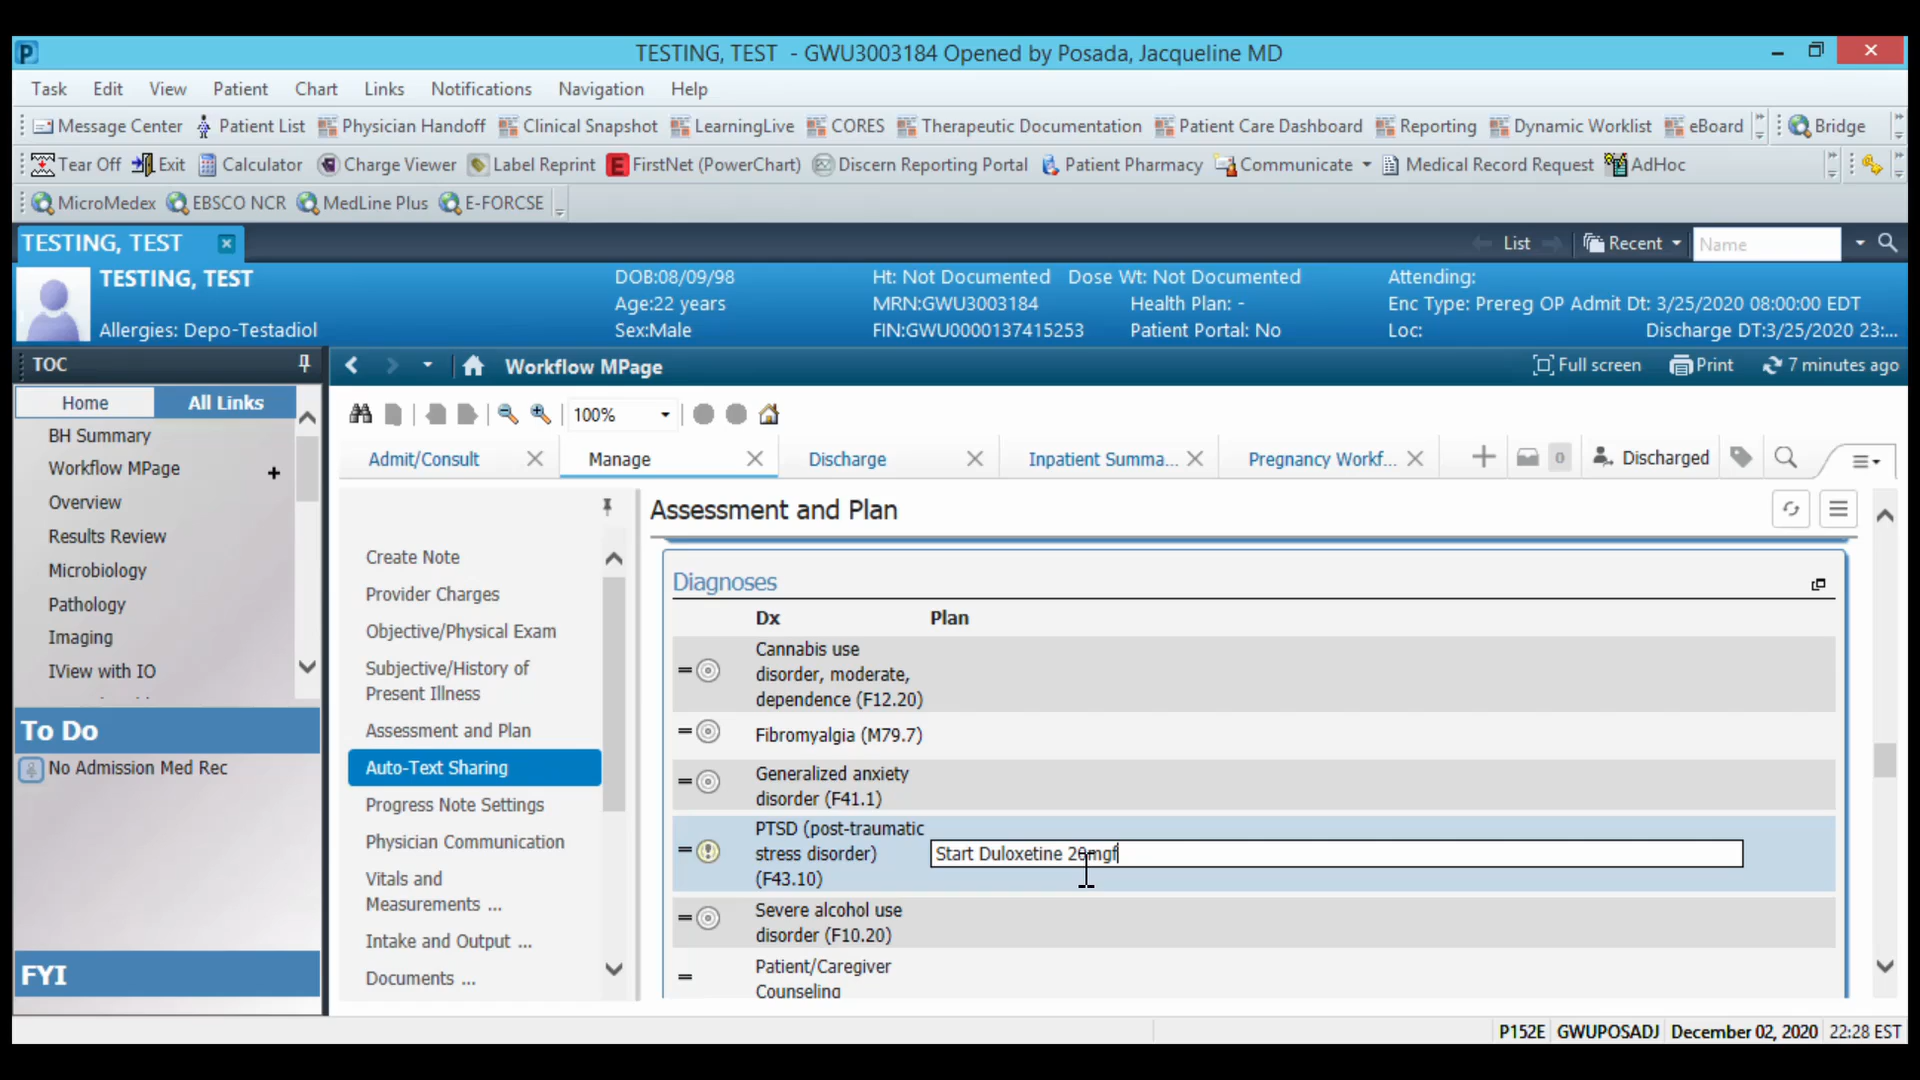 TESTING, TEST - GWU3003184 Opened by Posada, Jacqueline MD
Task Edit View Patient Chart Links Notifications Navigation Help
Message Center Patient List Physician Handoff Clinical Snapshot LearningLive CORES Therapeutic Documentation Patient Care Dashboard Reporting Dynamic Worklist eBoard Bridge
Tear Off Exit Calculator Charge Viewer Label Reprint FirstNet (PowerChart) Discern Reporting Portal Patient Pharmacy Communicate Medical Record Request AdHoc
MicroMedex EBSCO NCR MedLine Plus E-FORCSE
TESTING, TEST List Recent Name
TESTING, TEST DOB:08/09/98 Ht: Not Documented Dose Wt: Not Documented Attending:
Age:22 years MRN:GWU3003184 Health Plan: - Enc Type: Prereg OP Admit Dt: 3/25/2020 08:00:00 EDT
Allergies: Depo-Testadiol Sex:Male FIN:GWU0000137415253 Patient Portal: No Loc: Discharge DT:3/25/2020 23:...
TOC
Workflow MPage Full screen Print 7 minutes ago
Home All Links
BH Summary
Workflow MPage
Overview
Results Review
Microbiology
Pathology
Imaging
IView with IO
To Do
No Admission Med Rec
FYI
100%
Admit/Consult Manage Discharge Inpatient Summa... Pregnancy Workf... 0 Discharged
Create Note
Provider Charges
Objective/Physical Exam
Subjective/History of
Present Illness
Assessment and Plan
Auto-Text Sharing
Progress Note Settings
Physician Communication
Vitals and
Measurements ...
Intake and Output ...
Documents ...
Assessment and Plan
Diagnoses
Dx Plan
Cannabis use
disorder, moderate,
dependence (F12.20)
Fibromyalgia (M79.7)
Generalized anxiety
disorder (F41.1)
PTSD (post-traumatic
stress disorder) Start Duloxetine 20mgf
(F43.10)
Severe alcohol use
disorder (F10.20)
Patient/Caregiver
Counseling
P152E GWUPOSADJ December 02, 2020 22:28 EST